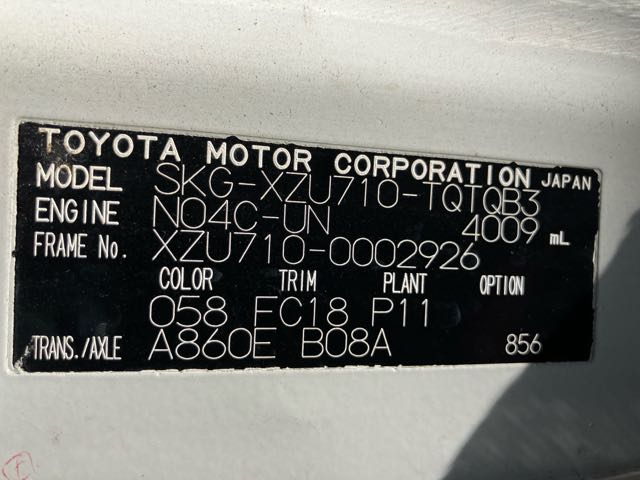 TOYOTA MOTOR CORPORATION JAPAN
MODEL SKG-XZU710-TQTQB3
ENGINE N04C-UN 4009 mL
FRAME No. XZU710-0002926
COLOR TRIM PLANT OPTION
058 FC18 P11
TRANS./AXLE A860E B08A 856